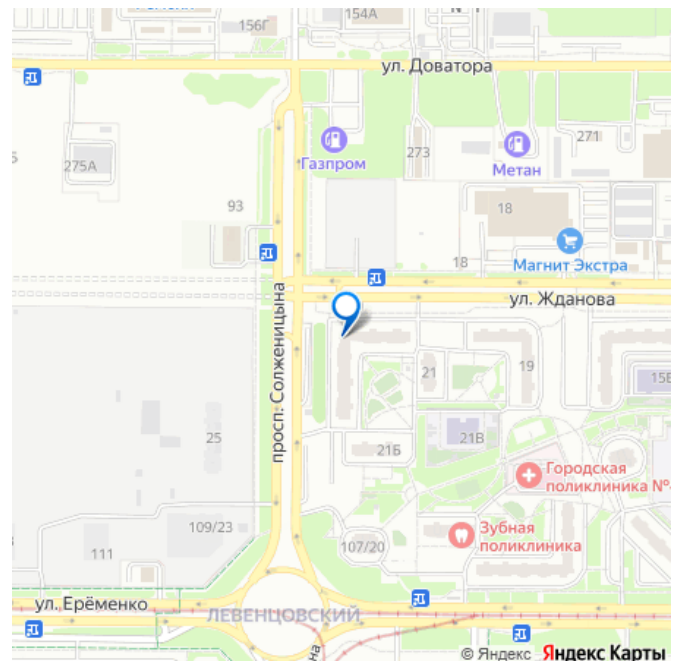 154А
156Г
ул. Доватора
Газпром
273
Метан
271
275А
93
18
18
Магнит Экстра
ул. Жданова
просп. Солженицына
21
19
25
21Б
21В
Городская
поликлиника №
109/23
107/20
Зубная
поликлиника
111
ул. Ерёменко
ЛЕВЕНЦОВСКИЙ
© Яндекс Яндекс Карты